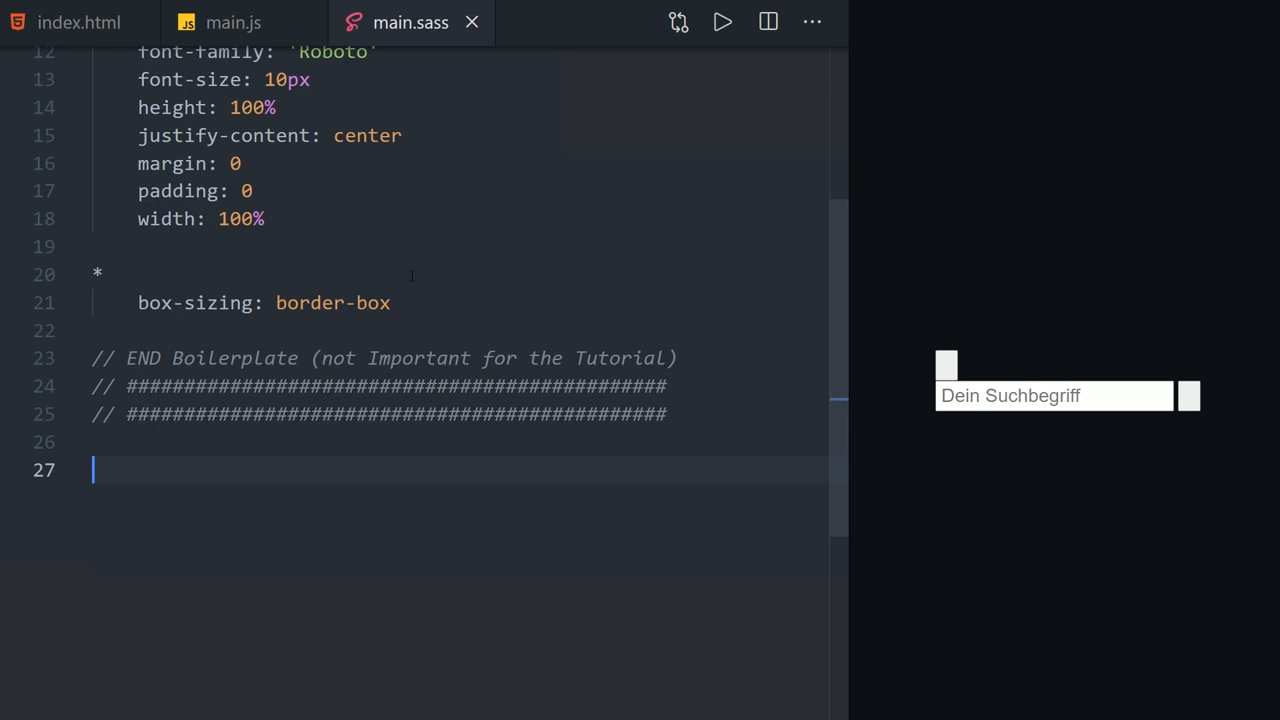 index.html
JS main.js
main.sass
12 font-family: 'Roboto'
13 font-size: 10px
14 height: 100%
15 justify-content: center
16 margin: 0
17 padding: 0
18 width: 100%
19
20 *
21 box-sizing: border-box
22
23 // END Boilerplate (not Important for the Tutorial)
24 // ###############################################
25 // ###############################################
26
27
Dein Suchbegriff